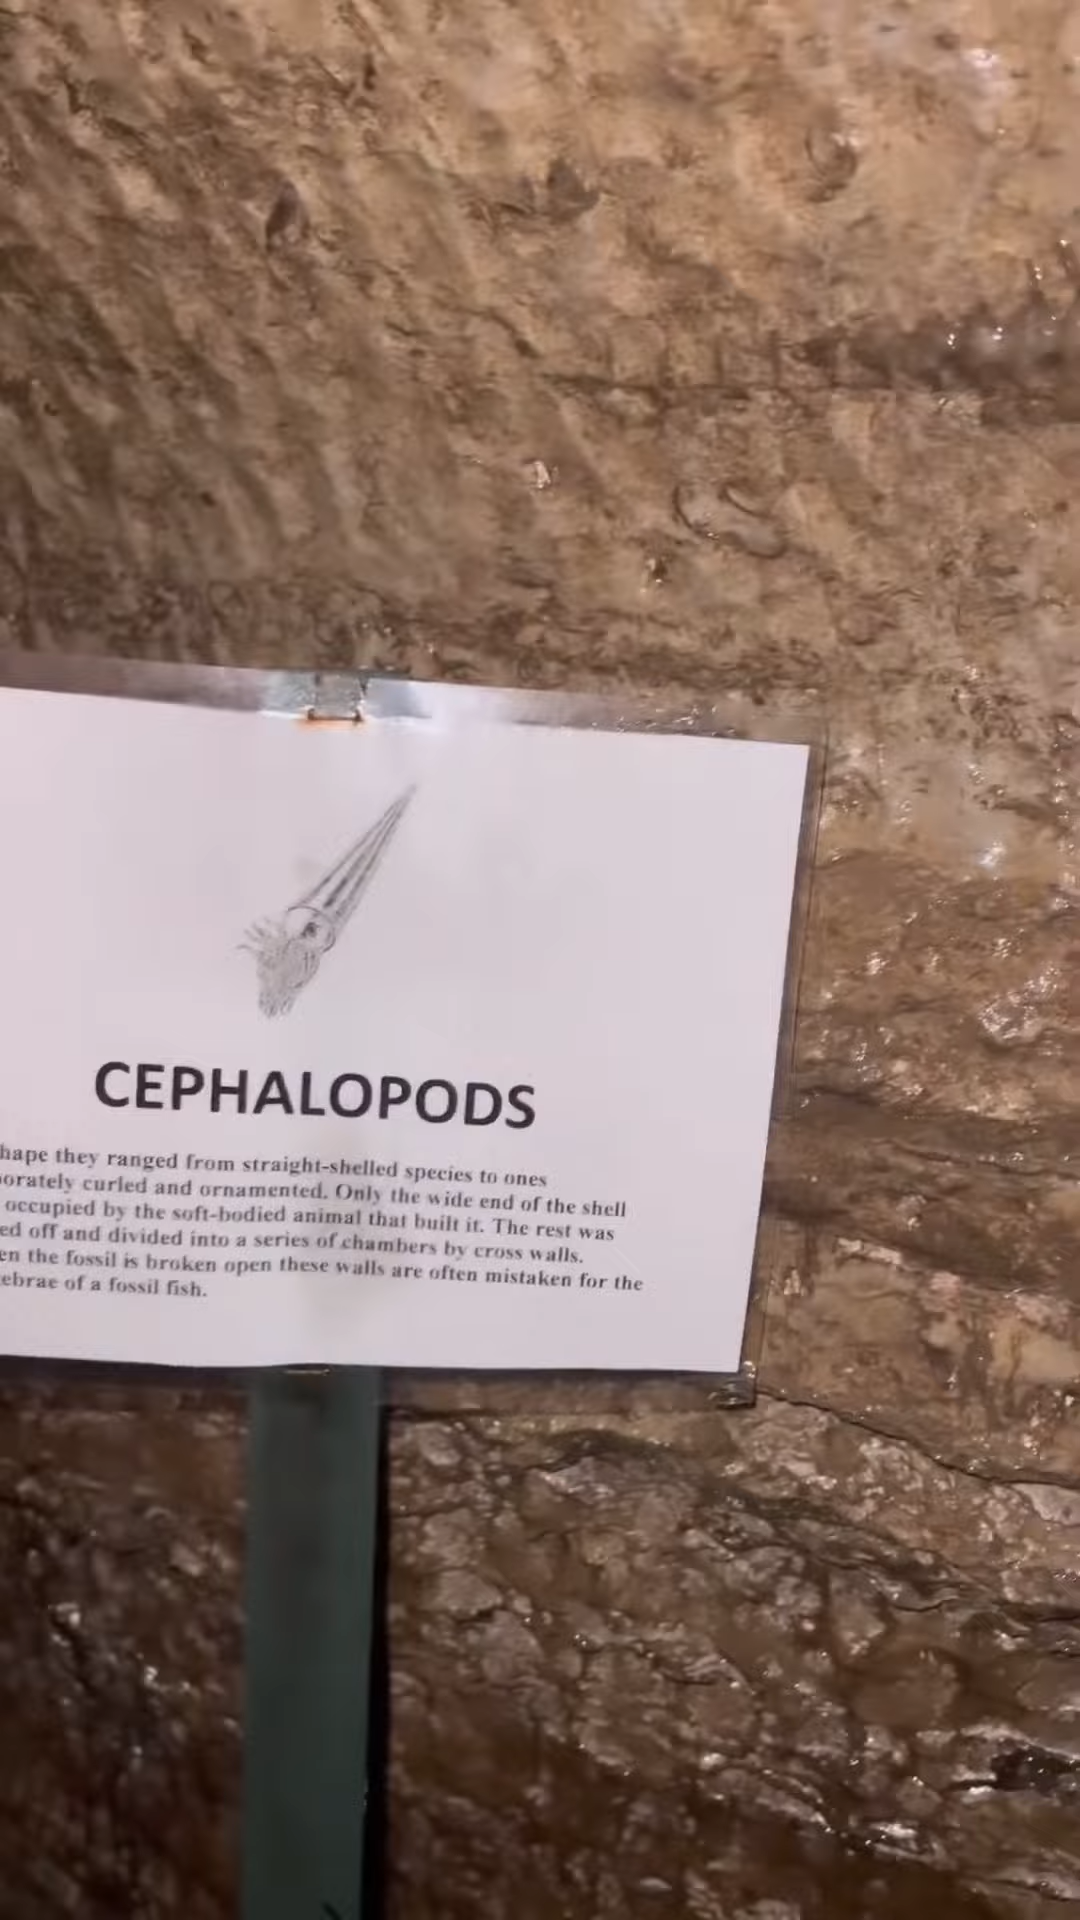 CEPHALOPODS
hape they ranged from straight-shelled species to ones
orately curled and ornamented. Only the wide end of the shell
occupied by the soft-bodied animal that built it. The rest was
ed off and divided into a series of chambers by cross walls.
en the fossil is broken open these walls are often mistaken for the
ebrae of a fossil fish.